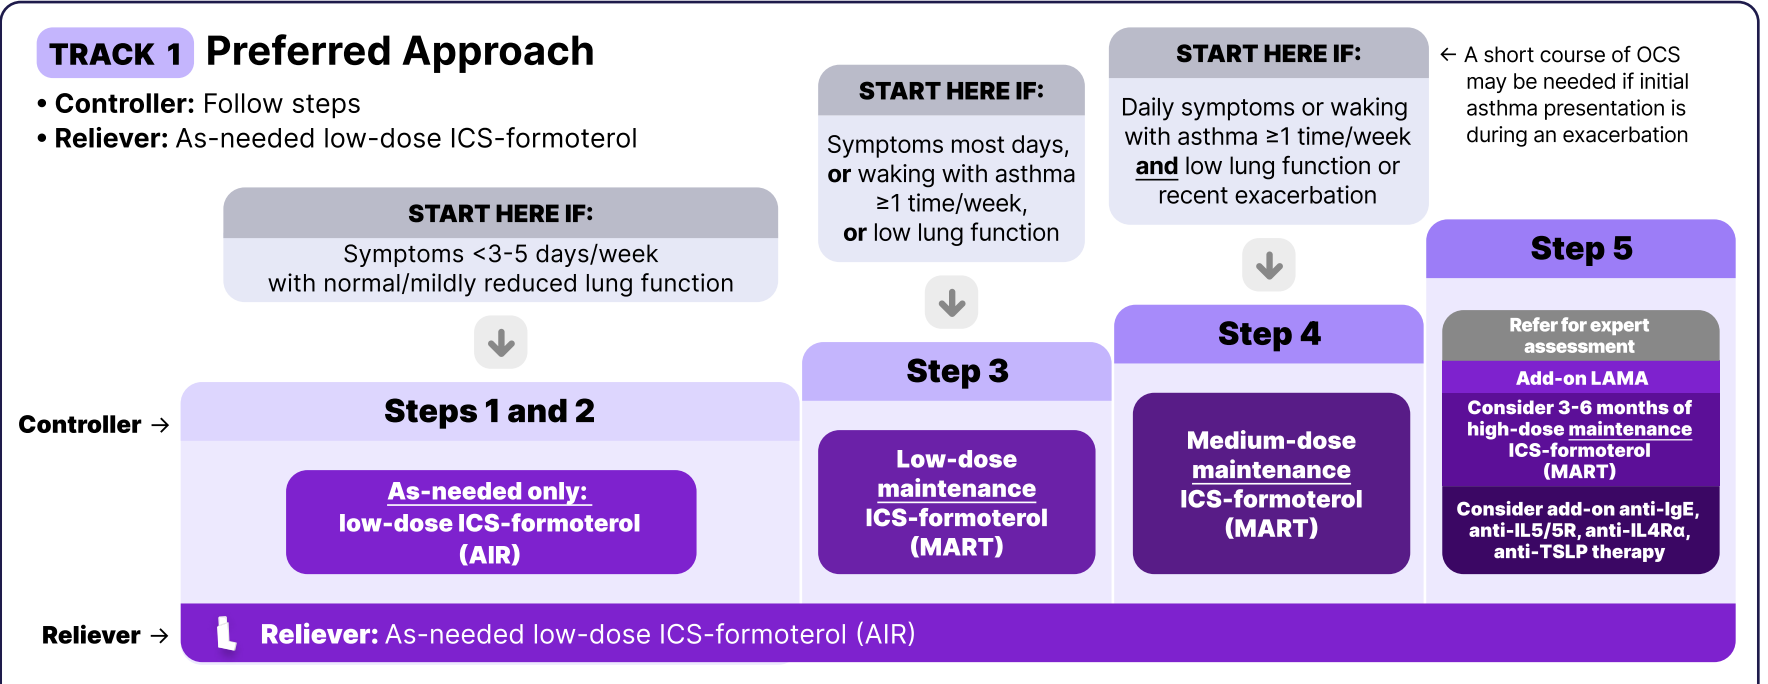 TRACK 1 Preferred Approach
• Controller: Follow steps
• Reliever: As-needed low-dose ICS-formoterol
START HERE IF:
Symptoms <3-5 days/week
with normal/mildly reduced lung function
START HERE IF:
Symptoms most days,
or waking with asthma
≥1 time/week,
or low lung function
START HERE IF:
Daily symptoms or waking
with asthma ≥1 time/week
and low lung function or
recent exacerbation
← A short course of OCS
may be needed if initial
asthma presentation is
during an exacerbation
Controller →
Steps 1 and 2
As-needed only:
low-dose ICS-formoterol
(AIR)
Step 3
Low-dose
maintenance
ICS-formoterol
(MART)
Step 4
Medium-dose
maintenance
ICS-formoterol
(MART)
Step 5
Refer for expert
assessment
Add-on LAMA
Consider 3-6 months of
high-dose maintenance
ICS-formoterol
(MART)
Consider add-on anti-IgE,
anti-IL5/5R, anti-IL4Rα,
anti-TSLP therapy
Reliever →
Reliever: As-needed low-dose ICS-formoterol (AIR)